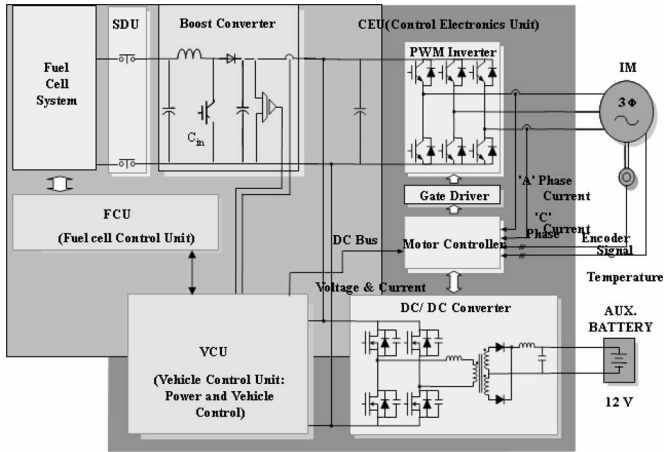 SDU
Boost Converter
CEU(Control Electronics Unit)
Fuel
Cell
System
PWM Inverter
IM
3Φ
Cin
'A' Phase
Current
Gate Driver
'C'
Phase
Current
FCU
(Fuel cell Control Unit)
DC Bus
Motor Controller
Encoder
Signal
Temperature
Voltage & Current
DC/ DC Converter
AUX.
BATTERY
VCU
(Vehicle Control Unit:
Power and Vehicle
Control)
12 V